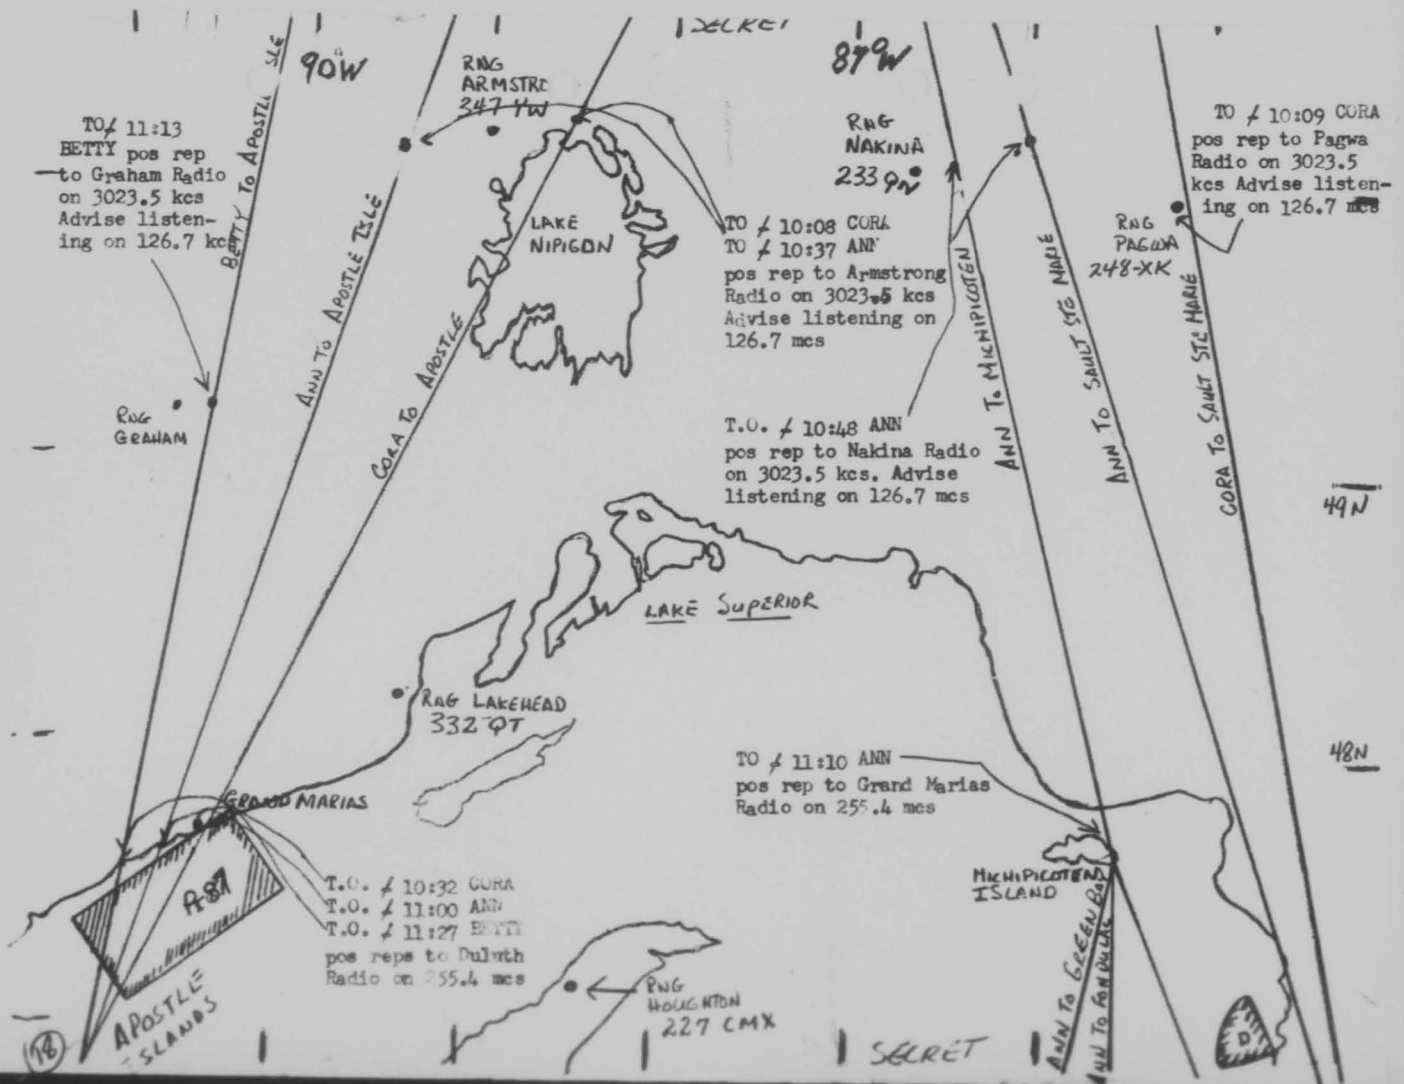 SECRET
90°W
87°W
RNG
347 YW
TO ⌿ 11:13
BETTY pos rep
to Graham Radio
on 3023.5 kcs
Advise listen-
ing on 126.7 kcs
BETTY TO APOSTLE SLE
ANN TO APOSTLE ISLE
CORA TO APOSTLE
RNG
GRAHAM
LAKE
NIPIGON
TO ⌿ 10:08 CORA
TO ⌿ 10:37 ANN
pos rep to Armstrong
Radio on 3023.5 kcs
Advise listening on
126.7 mcs
RNG
NAKINA
233 QN
TO ⌿ 10:09 CORA
pos rep to Pagwa
Radio on 3023.5
kcs Advise listen-
ing on 126.7 mcs
RNG
PAGWA
248-XK
ANN TO MICHIPICOTEN
ANN TO SAULT STE MARIE
CORA TO SAULT STE MARIE
T.O. ⌿ 10:48 ANN
pos rep to Nakina Radio
on 3023.5 kcs. Advise
listening on 126.7 mcs
49N
LAKE SUPERIOR
RNG LAKEHEAD
332 QT
48N
TO ⌿ 11:10 ANN
pos rep to Grand Marias
Radio on 255.4 mcs
GRAND MARIAS
R-87
T.O. ⌿ 10:32 CORA
T.O. ⌿ 11:00 ANN
T.O. ⌿ 11:27 BETTY
pos reps to Duluth
Radio on 255.4 mcs
MICHIPICOTEN
ISLAND
ANN TO GREEN BAY
ANN TO FON DU LAC
RNG
HOUGHTON
227 CMX
APOSTLE
ISLANDS
D
18
SECRET